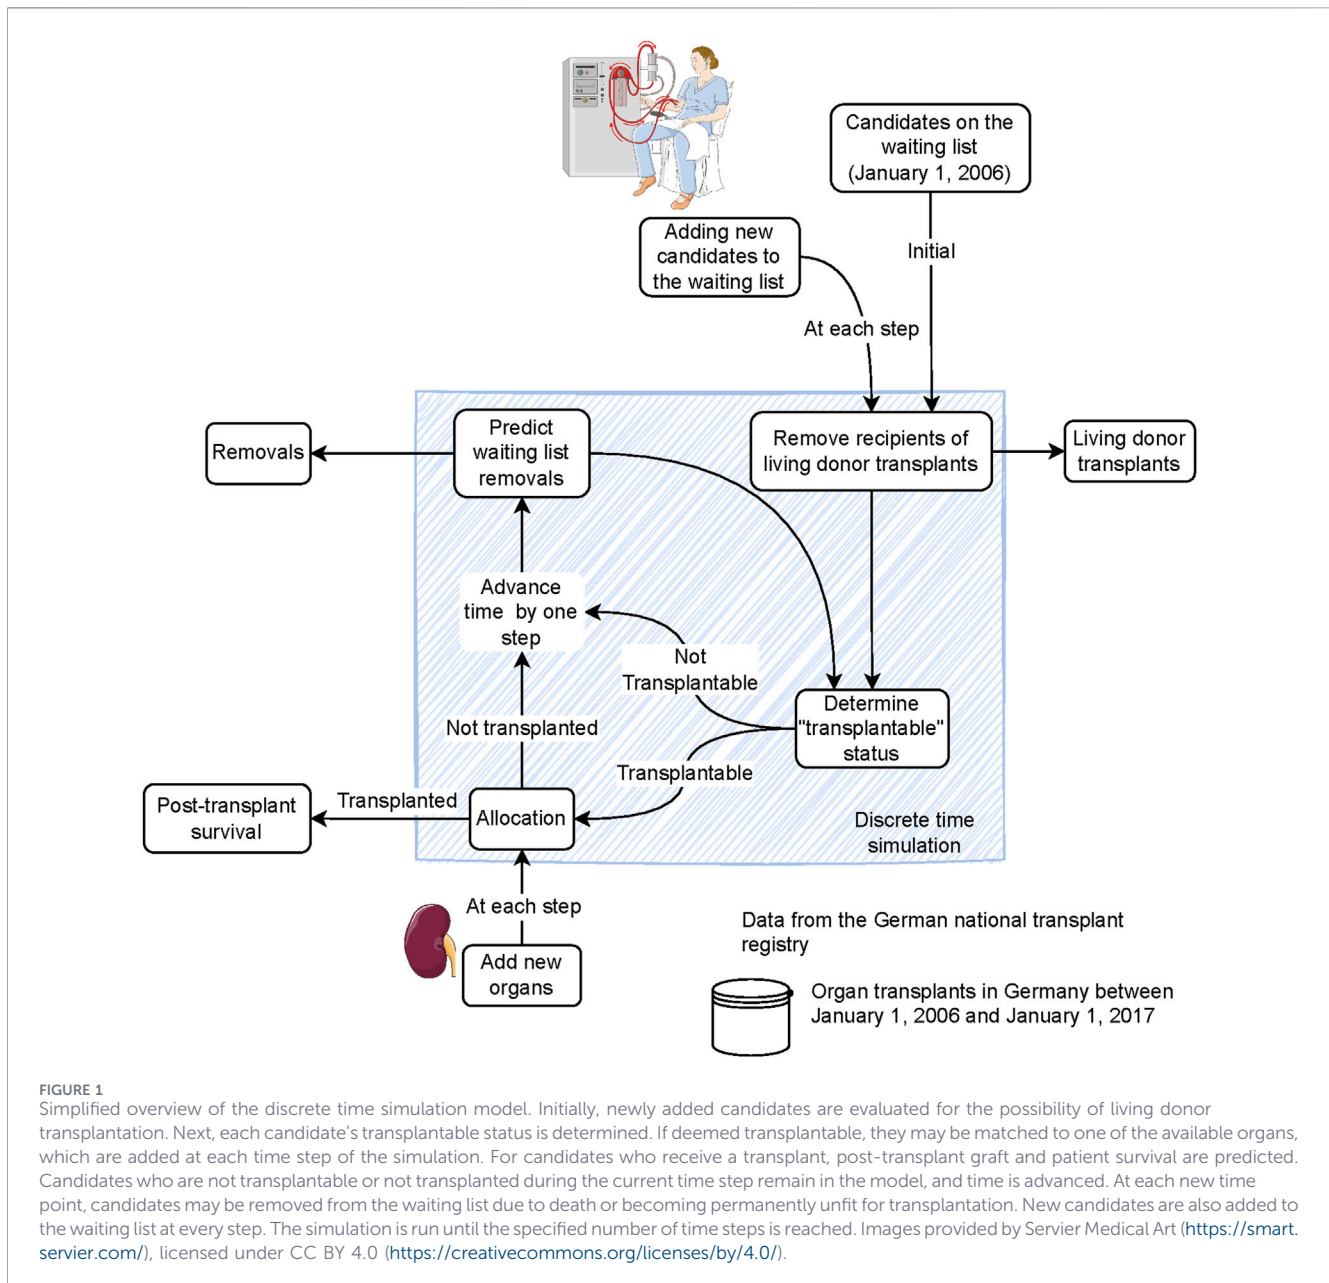 Candidates on the
waiting list
(January 1, 2006)
Adding new
candidates to
the waiting list
Initial
At each step
Removals
Predict
waiting list
removals
Remove recipients of
living donor transplants
Living donor
transplants
Advance
time by one
step
Not
Transplantable
Determine
"transplantable"
status
Not transplanted
Transplantable
Post-transplant
survival
Transplanted
Allocation
Discrete time
simulation
At each step
Add new
organs
Data from the German national transplant
registry
Organ transplants in Germany between
January 1, 2006 and January 1, 2017
FIGURE 1
Simplified overview of the discrete time simulation model. Initially, newly added candidates are evaluated for the possibility of living donor
transplantation. Next, each candidate's transplantable status is determined. If deemed transplantable, they may be matched to one of the available organs,
which are added at each time step of the simulation. For candidates who receive a transplant, post-transplant graft and patient survival are predicted.
Candidates who are not transplantable or not transplanted during the current time step remain in the model, and time is advanced. At each new time
point, candidates may be removed from the waiting list due to death or becoming permanently unfit for transplantation. New candidates are also added to
the waiting list at every step. The simulation is run until the specified number of time steps is reached. Images provided by Servier Medical Art (https://smart.
servier.com/), licensed under CC BY 4.0 (https://creativecommons.org/licenses/by/4.0/).